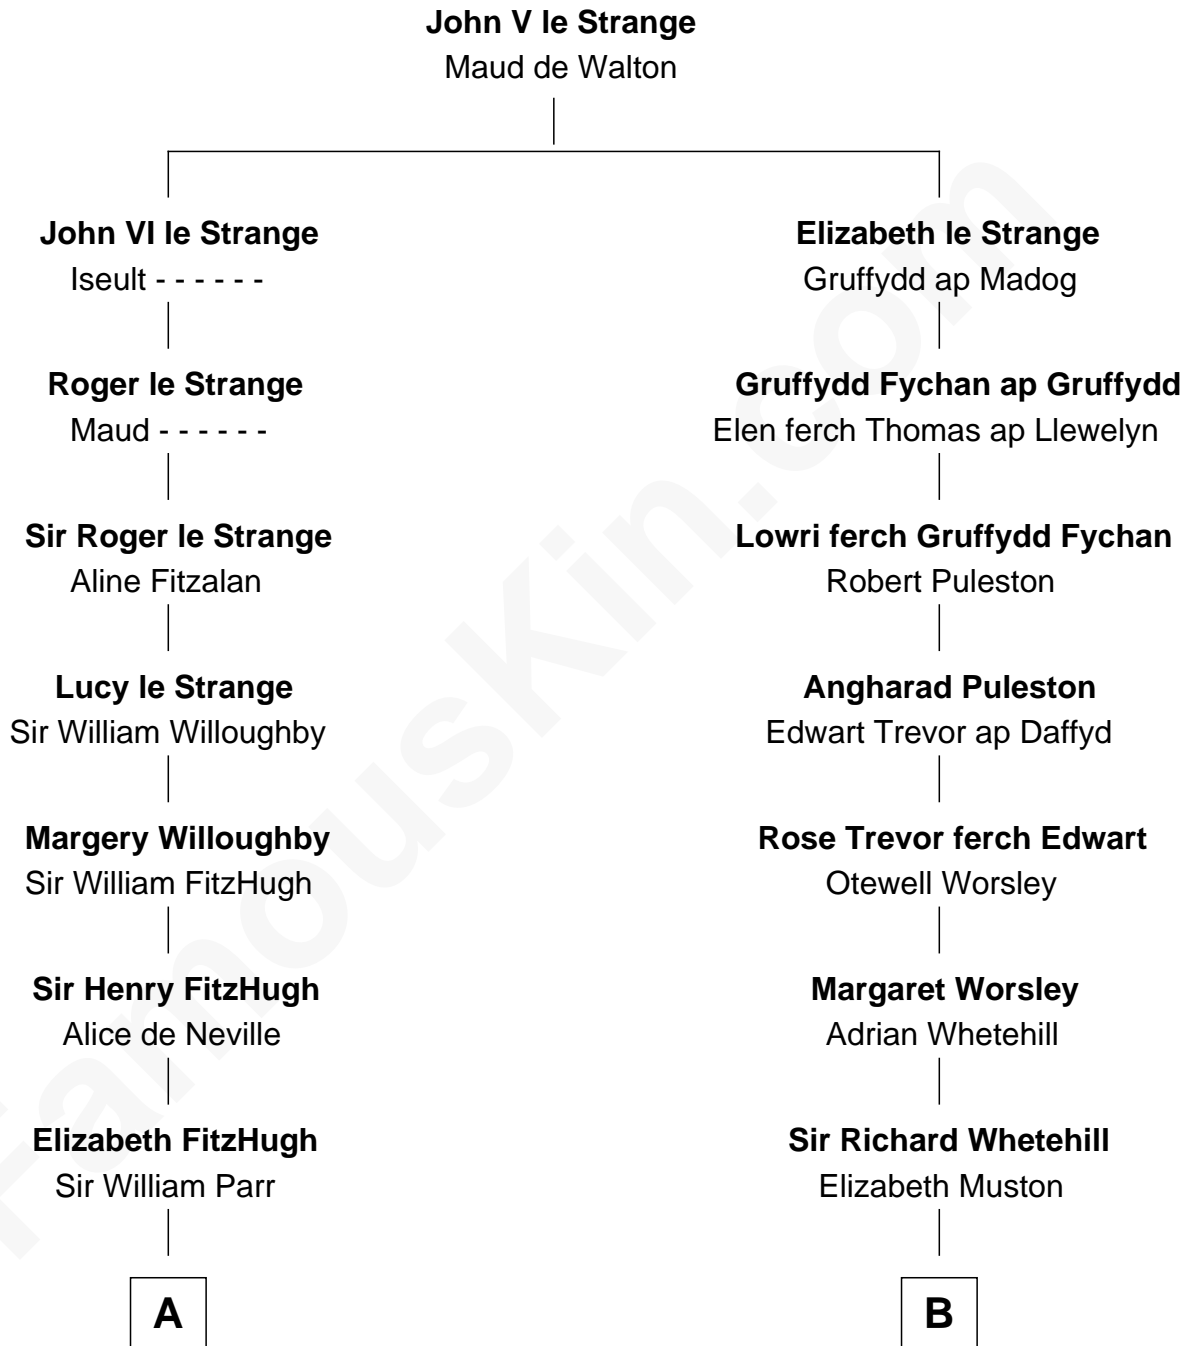 John V le Strange
Maud de Walton
John VI le Strange
Iseult - - - - - -
Elizabeth le Strange
Gruffydd ap Madog
Roger le Strange
Maud - - - - - -
Gruffydd Fychan ap Gruffydd
Elen ferch Thomas ap Llewelyn
Sir Roger le Strange
Aline Fitzalan
Lowri ferch Gruffydd Fychan
Robert Puleston
Lucy le Strange
Sir William Willoughby
Angharad Puleston
Edwart Trevor ap Daffyd
Margery Willoughby
Sir William FitzHugh
Rose Trevor ferch Edwart
Otewell Worsley
Sir Henry FitzHugh
Alice de Neville
Margaret Worsley
Adrian Whetehill
Elizabeth FitzHugh
Sir William Parr
Sir Richard Whetehill
Elizabeth Muston
A
B
FamousKin.com